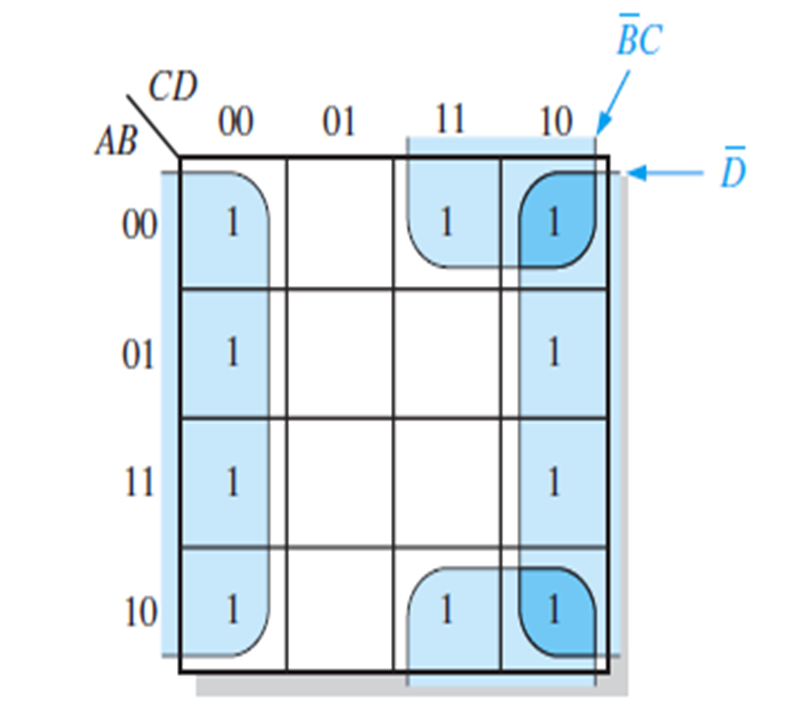 B̅C
CD
AB
00 01 11 10
D̅
00 1 1 1
01 1 1
11 1 1
10 1 1 1